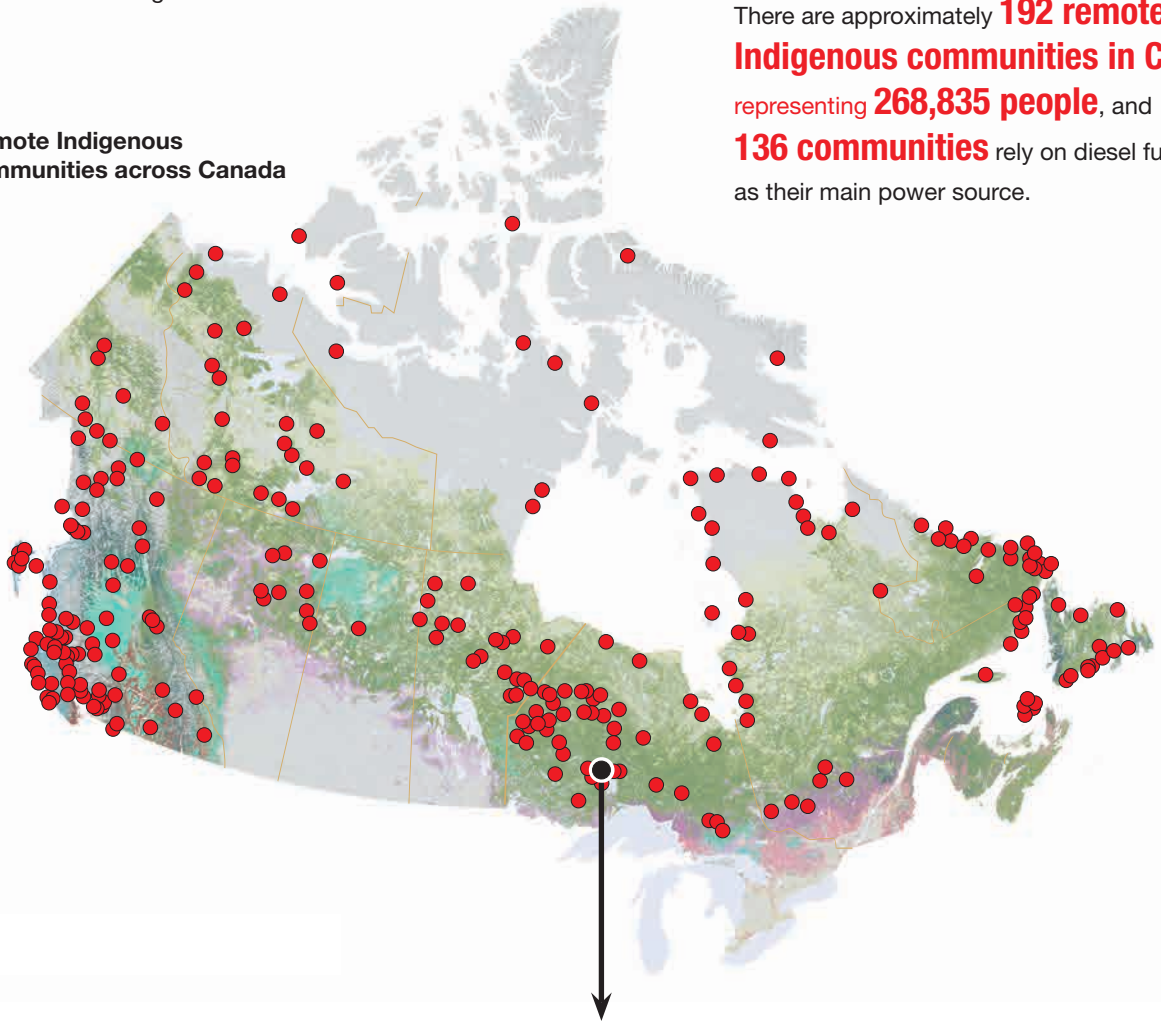 There are approximately 192 remote
Indigenous communities in C
representing 268,835 people, and
136 communities rely on diesel fu
as their main power source.
mote Indigenous
mmunities across Canada